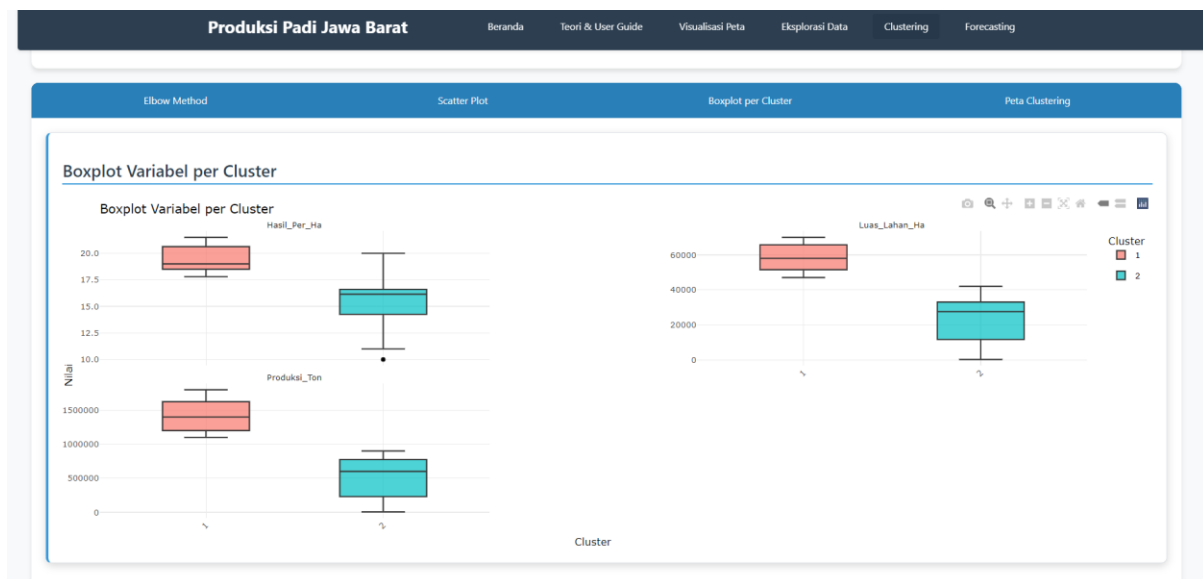 Produksi Padi Jawa Barat
Beranda
Teori & User Guide
Visualisasi Peta
Eksplorasi Data
Clustering
Forecasting
Elbow Method
Scatter Plot
Boxplot per Cluster
Peta Clustering
Boxplot Variabel per Cluster
Boxplot Variabel per Cluster
Hasil_Per_Ha
20.0
17.5
15.0
12.5
10.0
Luas_Lahan_Ha
60000
40000
20000
0
1
2
Cluster
1
2
Nilai
Produksi_Ton
1500000
1000000
500000
0
1
2
Cluster